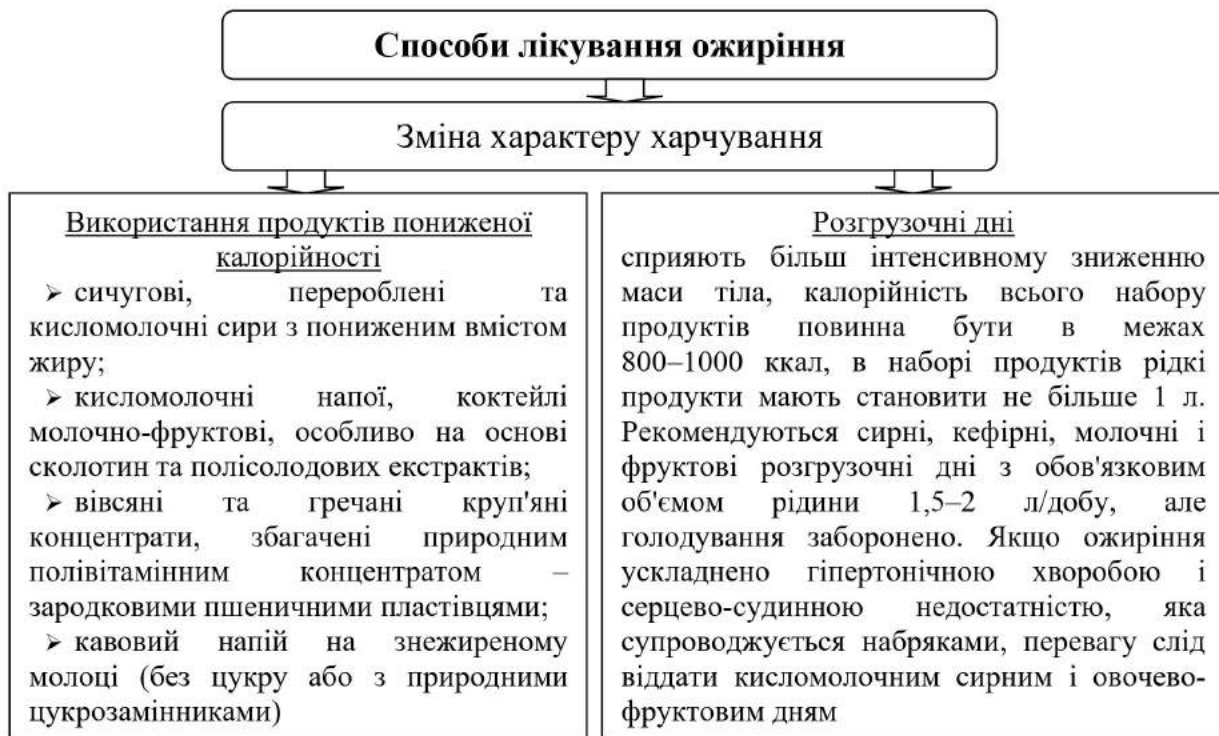 Способи лікування ожиріння
Зміна характеру харчування
Використання продуктів пониженої
калорійності
➢ сичугові, перероблені та
кисломолочні сири з пониженим вмістом
жиру;
➢ кисломолочні напої, коктейлі
молочно-фруктові, особливо на основі
сколотин та полісолодових екстрактів;
➢ вівсяні та гречані круп'яні
концентрати, збагачені природним
полівітамінним концентратом –
зародковими пшеничними пластівцями;
➢ кавовий напій на знежиреному
молоці (без цукру або з природними
цукрозамінниками)
Розгрузочні дні
сприяють більш інтенсивному зниженню
маси тіла, калорійність всього набору
продуктів повинна бути в межах
800–1000 ккал, в наборі продуктів рідкі
продукти мають становити не більше 1 л.
Рекомендуються сирні, кефірні, молочні і
фруктові розгрузочні дні з обов'язковим
об'ємом рідини 1,5–2 л/добу, але
голодування заборонено. Якщо ожиріння
ускладнено гіпертонічною хворобою і
серцево-судинною недостатністю, яка
супроводжується набряками, перевагу слід
віддати кисломолочним сирним і овочево-
фруктовим дням